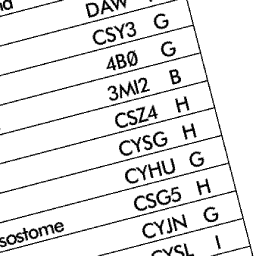 DAW
CSY3 G
4B0 G
3MI2 B
CSZ4 H
CYSG H
CYHU G
CSG5 H
sostome CYJN G
CYSL I